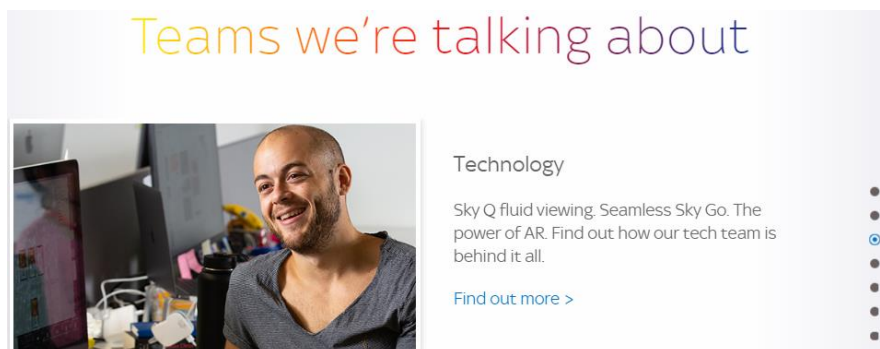 Teams we're talking about
Technology
Sky Q fluid viewing. Seamless Sky Go. The
power of AR. Find out how our tech team is
behind it all.
Find out more >